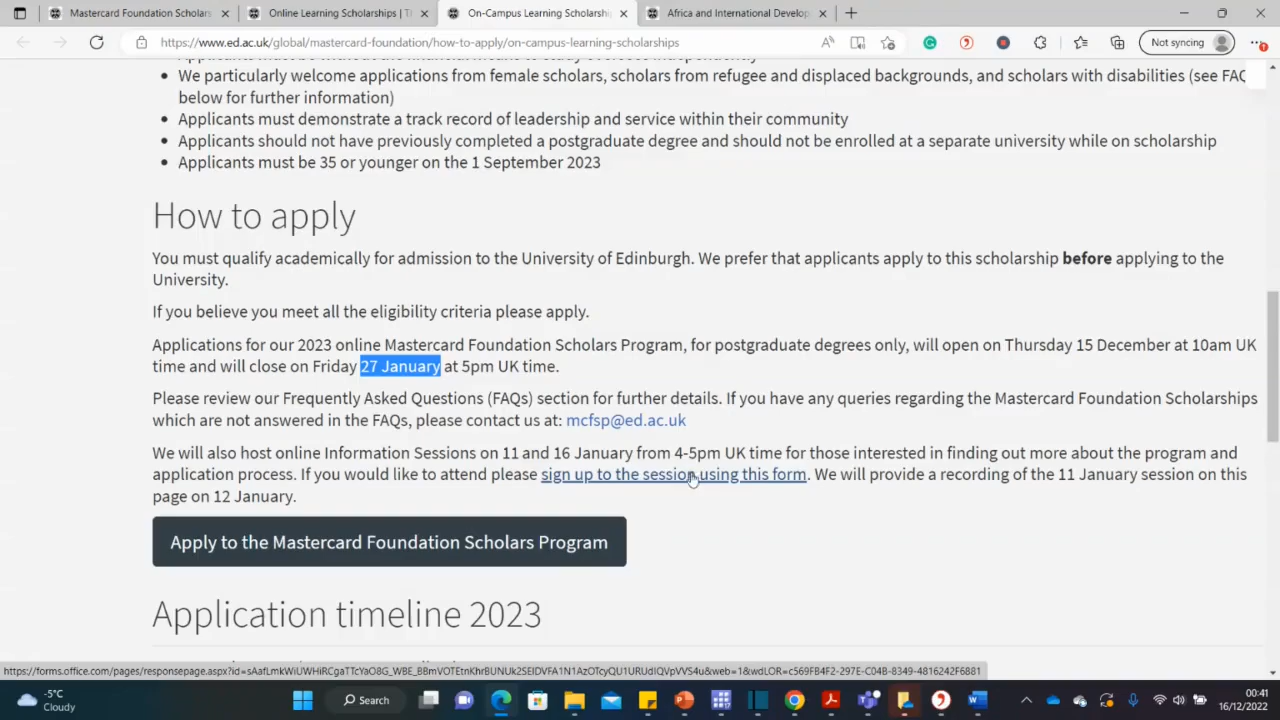 Mastercard Foundation Scholars
Online Learning Scholarships | T
On-Campus Learning Scholarshi
Africa and International Develop
https://www.ed.ac.uk/global/mastercard-foundation/how-to-apply/on-campus-learning-scholarships
Not syncing
We particularly welcome applications from female scholars, scholars from refugee and displaced backgrounds, and scholars with disabilities (see FAQ
below for further information)
Applicants must demonstrate a track record of leadership and service within their community
Applicants should not have previously completed a postgraduate degree and should not be enrolled at a separate university while on scholarship
Applicants must be 35 or younger on the 1 September 2023
How to apply
You must qualify academically for admission to the University of Edinburgh. We prefer that applicants apply to this scholarship before applying to the
University.
If you believe you meet all the eligibility criteria please apply.
Applications for our 2023 online Mastercard Foundation Scholars Program, for postgraduate degrees only, will open on Thursday 15 December at 10am UK
time and will close on Friday 27 January at 5pm UK time.
Please review our Frequently Asked Questions (FAQs) section for further details. If you have any queries regarding the Mastercard Foundation Scholarships
which are not answered in the FAQs, please contact us at: mcfsp@ed.ac.uk
We will also host online Information Sessions on 11 and 16 January from 4-5pm UK time for those interested in finding out more about the program and
application process. If you would like to attend please sign up to the session using this form. We will provide a recording of the 11 January session on this
page on 12 January.
Apply to the Mastercard Foundation Scholars Program
Application timeline 2023
-5°C
Cloudy
Search
00:41
16/12/2022